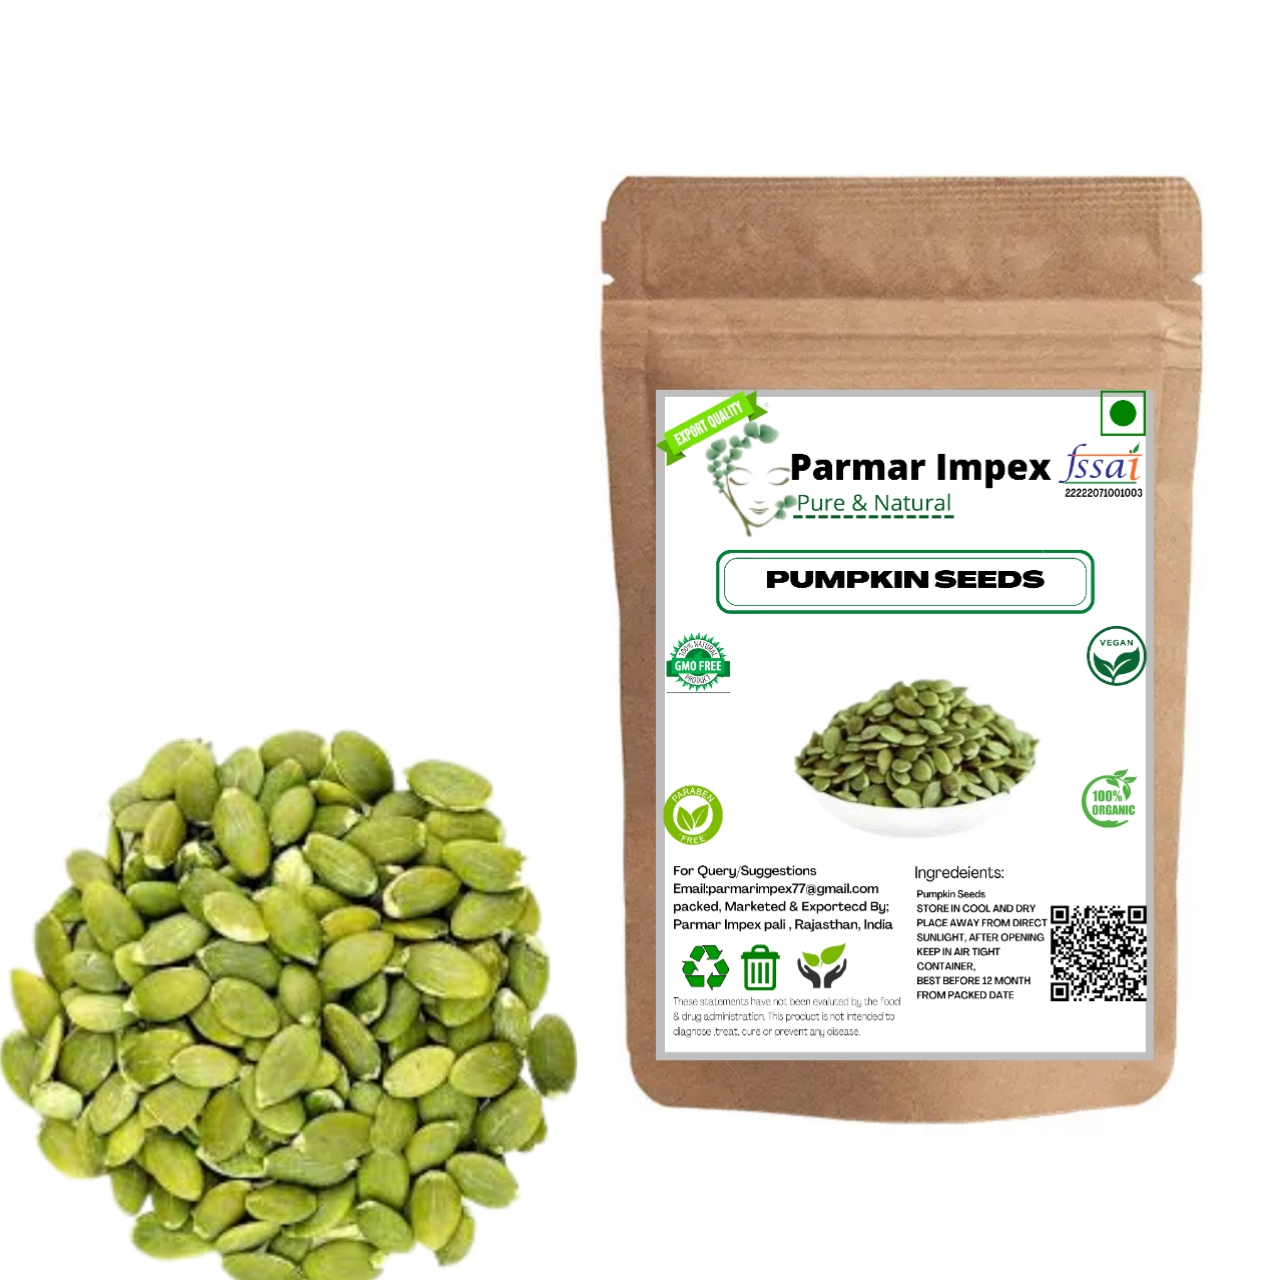 EXPORT QUALITY
Parmar Impex
Pure & Natural
fssai
22222071001003
PUMPKIN SEEDS
100% NATURAL
GMO FREE
PRODUCT
VEGAN
PARABEN
FREE
100%
ORGANIC
For Query/Suggestions
Email:parmarimpex77@gmail.com
packed, Marketed & Exportecd By;
Parmar Impex pali , Rajasthan, India
These statements have not been evaluted by the food
& drug administration. This product is not intended to
diagnose ,treat, cure or prevent any disease.
Ingredeients:
Pumpkin Seeds
STORE IN COOL AND DRY
PLACE AWAY FROM DIRECT
SUNLIGHT, AFTER OPENING
KEEP IN AIR TIGHT
CONTAINER,
BEST BEFORE 12 MONTH
FROM PACKED DATE